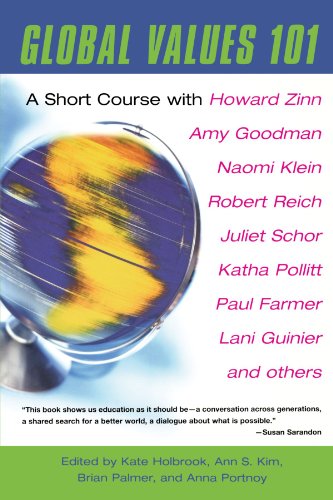 GLOBAL VALUES 101
A Short Course with Howard Zinn
Amy Goodman
Naomi Klein
Robert Reich
Juliet Schor
Katha Pollitt
Paul Farmer
Lani Guinier
and others
"This book shows us education as it should be—a conversation across generations,
a shared search for a better world, a dialogue about what is possible."
—Susan Sarandon
Edited by Kate Holbrook, Ann S. Kim,
Brian Palmer, and Anna Portnoy